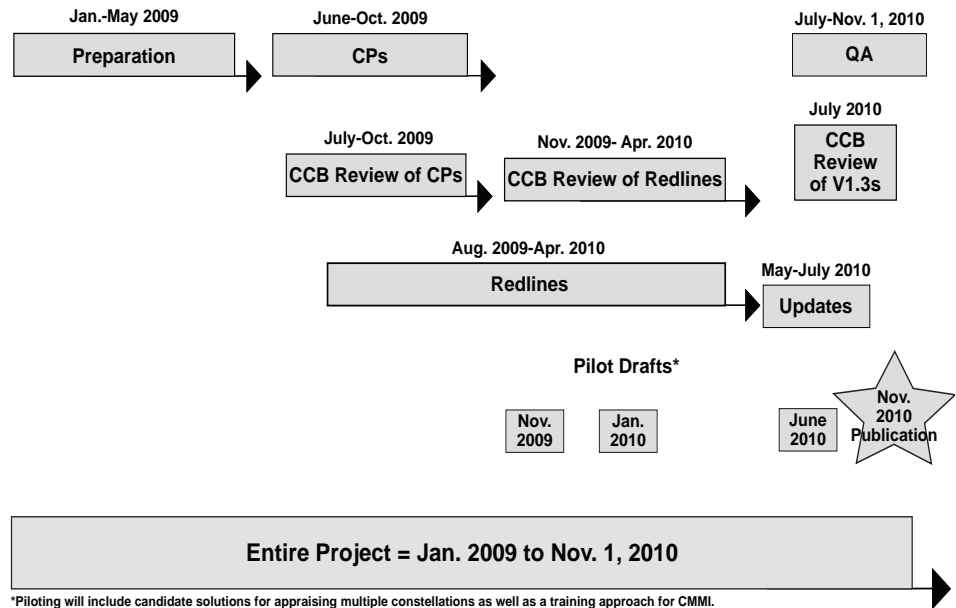 Jan.-May 2009
Preparation
June-Oct. 2009
CPs
July-Nov. 1, 2010
QA
July-Oct. 2009
CCB Review of CPs
Nov. 2009- Apr. 2010
CCB Review of Redlines
July 2010
CCB
Review
of V1.3s
Aug. 2009-Apr. 2010
Redlines
May-July 2010
Updates
Pilot Drafts*
Nov.
2009
Jan.
2010
June
2010
Nov.
2010
Publication
Entire Project = Jan. 2009 to Nov. 1, 2010
*Piloting will include candidate solutions for appraising multiple constellations as well as a training approach for CMMI.